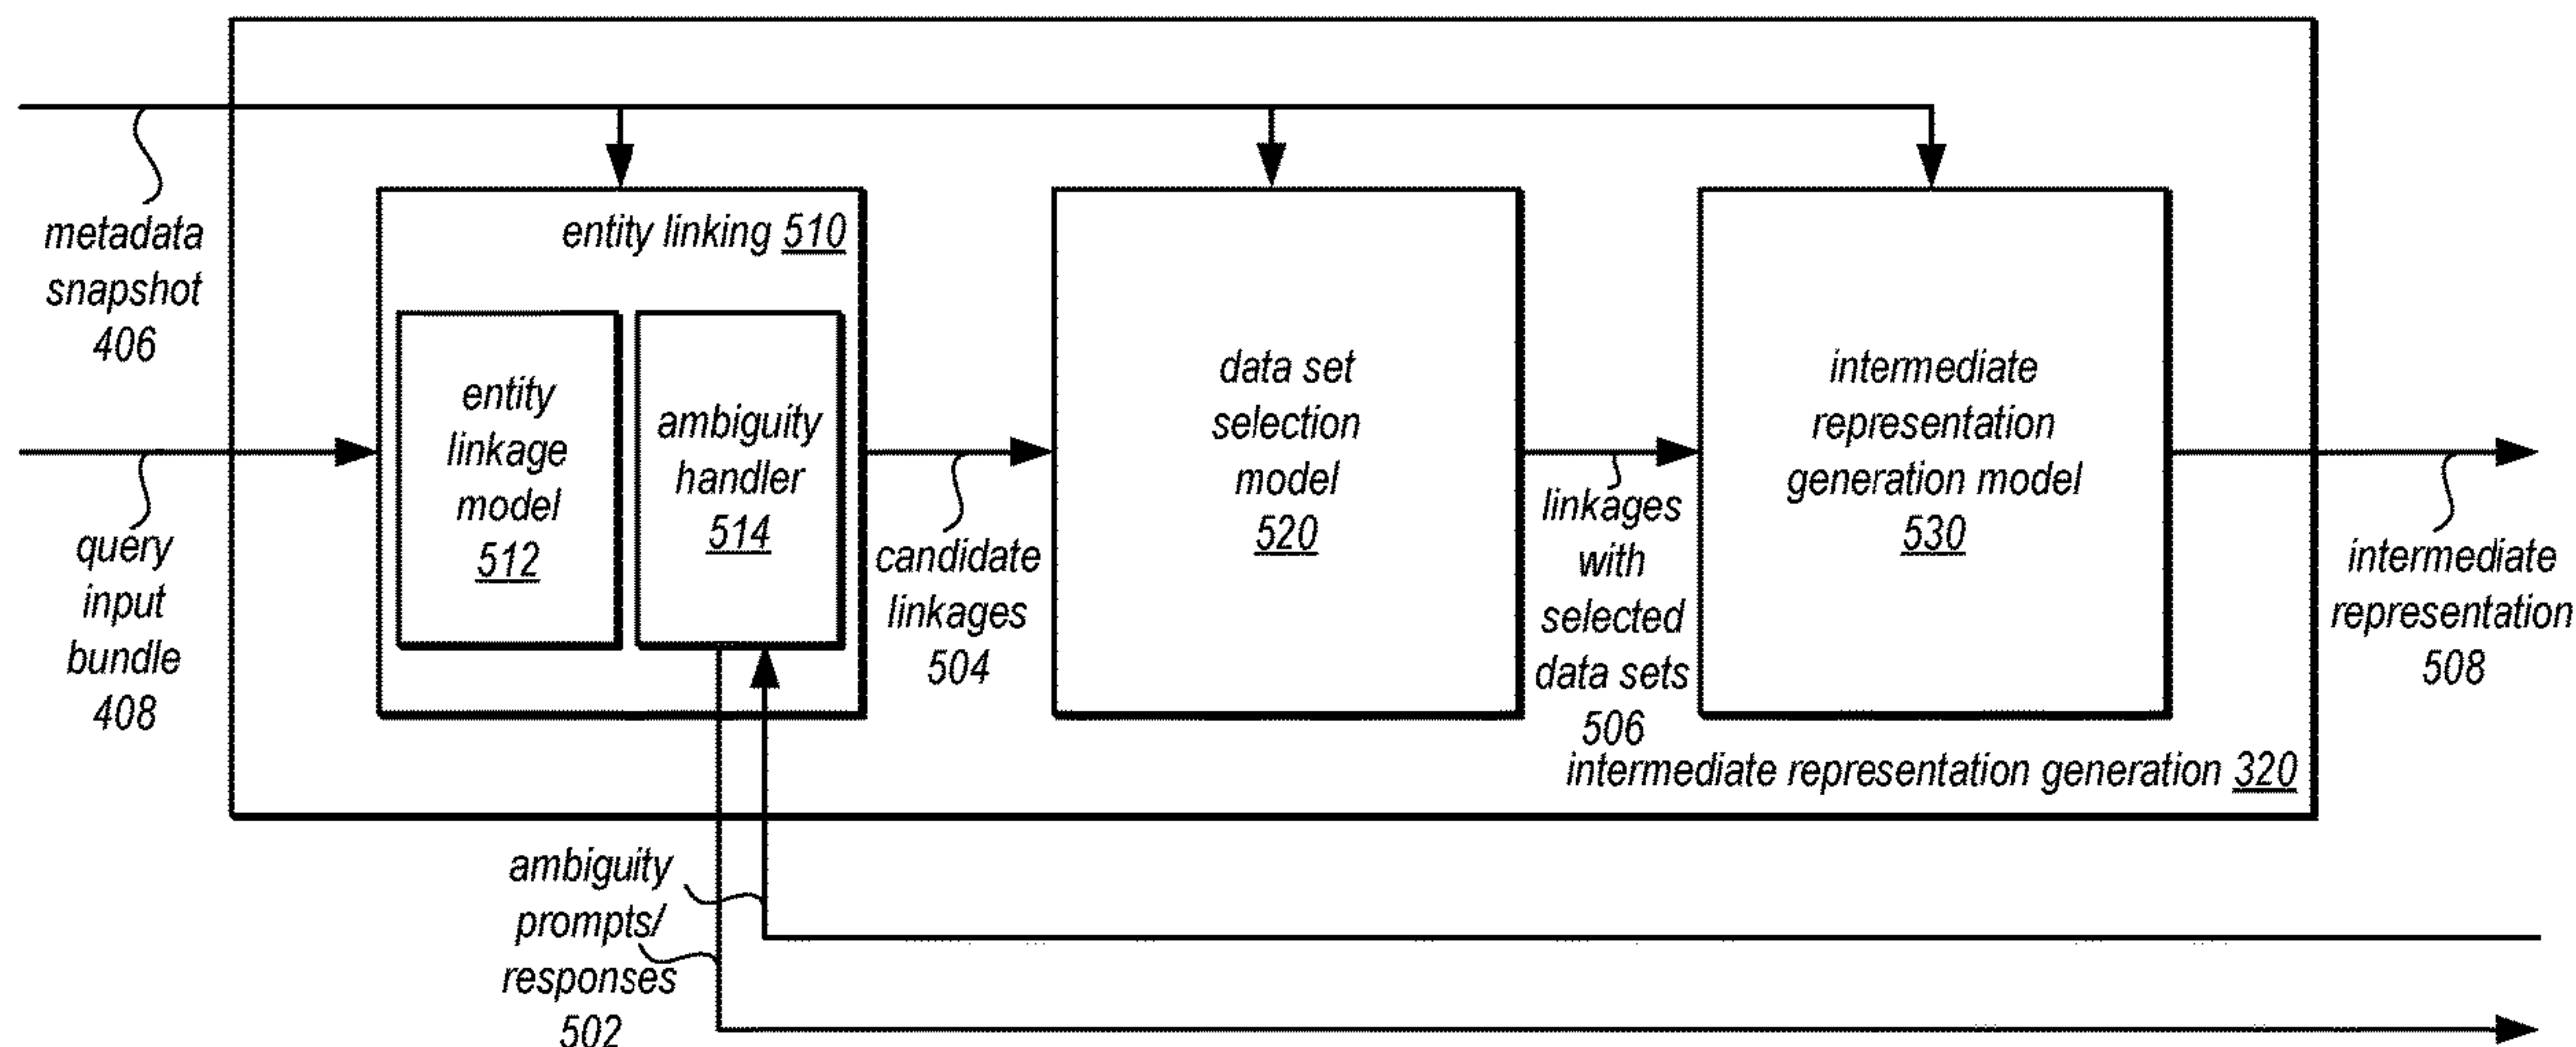 metadata
snapshot
406
query
input
bundle
408
entity linking 510
entity
linkage
model
512
ambiguity
handler
514
candidate
linkages
504
data set
selection
model
520
linkages
with
selected
data sets
506
intermediate
representation
generation model
530
intermediate representation generation 320
intermediate
representation
508
ambiguity
prompts/
responses
502